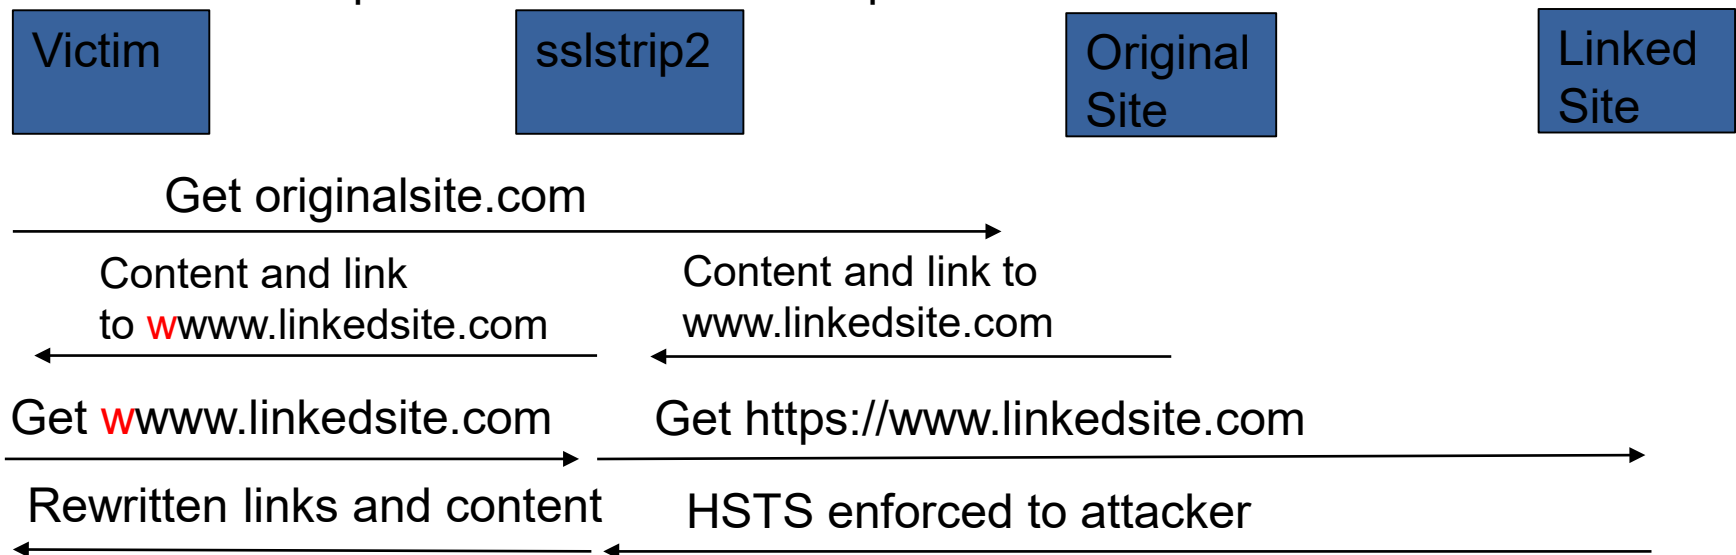 Victim
sslstrip2
Original
Site
Linked
Site
Get originalsite.com
Content and link
to wwww.linkedsite.com
Content and link to
www.linkedsite.com
Get wwww.linkedsite.com
Get https://www.linkedsite.com
Rewritten links and content
HSTS enforced to attacker